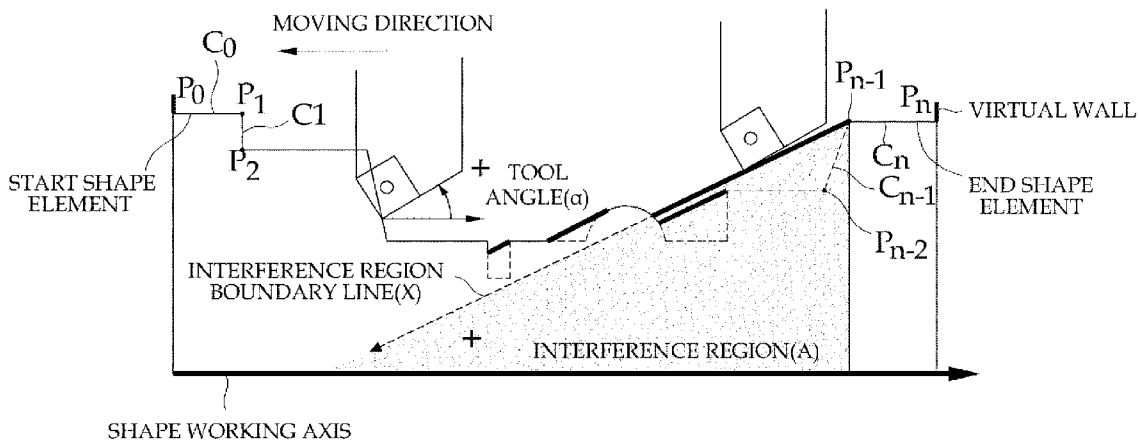 MOVING DIRECTION
C0
P0
P1
C1
P2
START SHAPE
ELEMENT
+
TOOL
ANGLE(α)
Pn-1
Pn
VIRTUAL WALL
Cn
Cn-1
END SHAPE
ELEMENT
Pn-2
INTERFERENCE REGION
BOUNDARY LINE(X)
+
INTERFERENCE REGION(A)
SHAPE WORKING AXIS